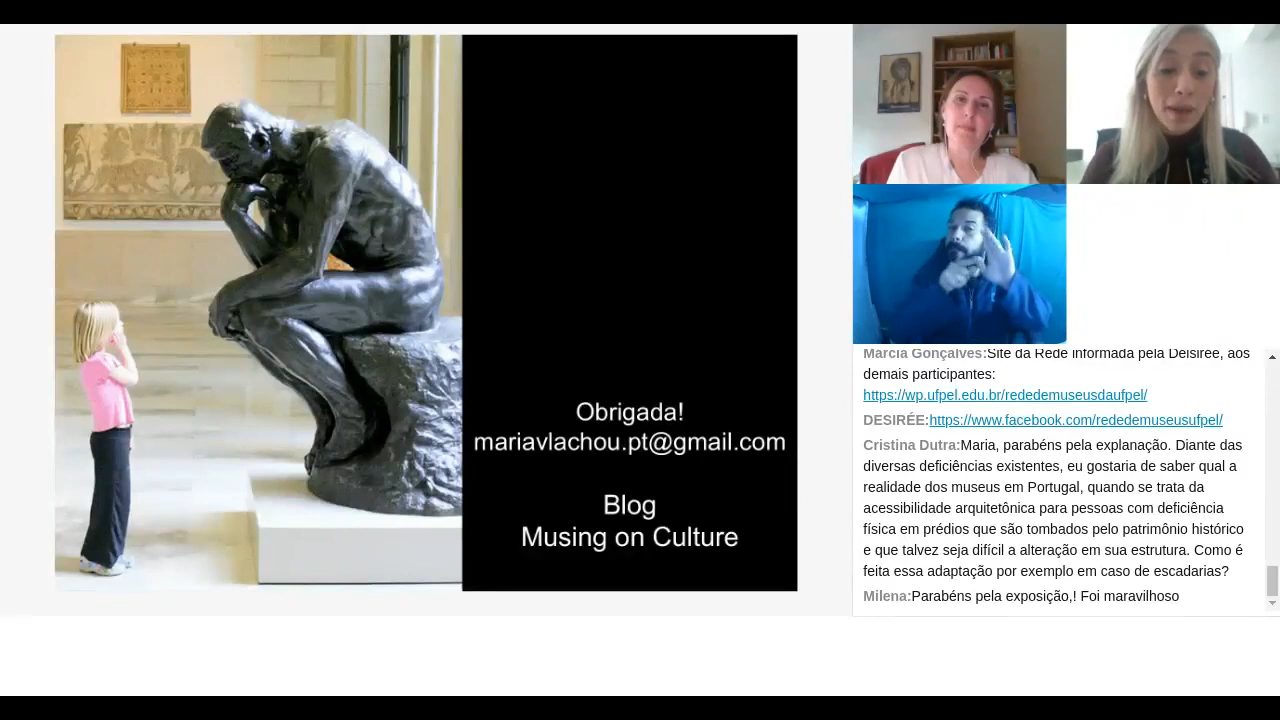 Obrigada!
mariavlachou.pt@gmail.com
Blog
Musing on Culture
Marcia Gonçalves:Site da Rede informada pela Deisiree, aos
demais participantes:
https://wp.ufpel.edu.br/rededemuseusdaufpel/
DESIRÉE:https://www.facebook.com/rededemuseusufpel/
Cristina Dutra:Maria, parabéns pela explanação. Diante das
diversas deficiências existentes, eu gostaria de saber qual a
realidade dos museus em Portugal, quando se trata da
acessibilidade arquitetônica para pessoas com deficiência
física em prédios que são tombados pelo patrimônio histórico
e que talvez seja difícil a alteração em sua estrutura. Como é
feita essa adaptação por exemplo em caso de escadarias?
Milena:Parabéns pela exposição,! Foi maravilhoso